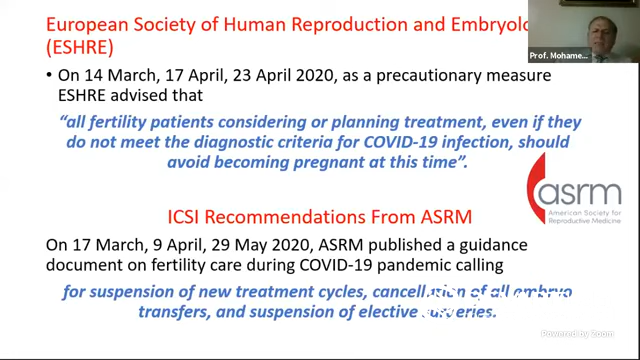 European Society of Human Reproduction and Embryolo
(ESHRE)
Prof. Mohame...
• On 14 March, 17 April, 23 April 2020, as a precautionary measure
ESHRE advised that
"all fertility patients considering or planning treatment, even if they
do not meet the diagnostic criteria for COVID-19 infection, should
avoid becoming pregnant at this time".
asrm
American Society for
Reproductive Medicine
ICSI Recommendations From ASRM
On 17 March, 9 April, 29 May 2020, ASRM published a guidance
document on fertility care during COVID-19 pandemic calling
for suspension of new treatment cycles, cancellation of all embryo
transfers, and suspension of elective surgeries.
Powered by Zoom